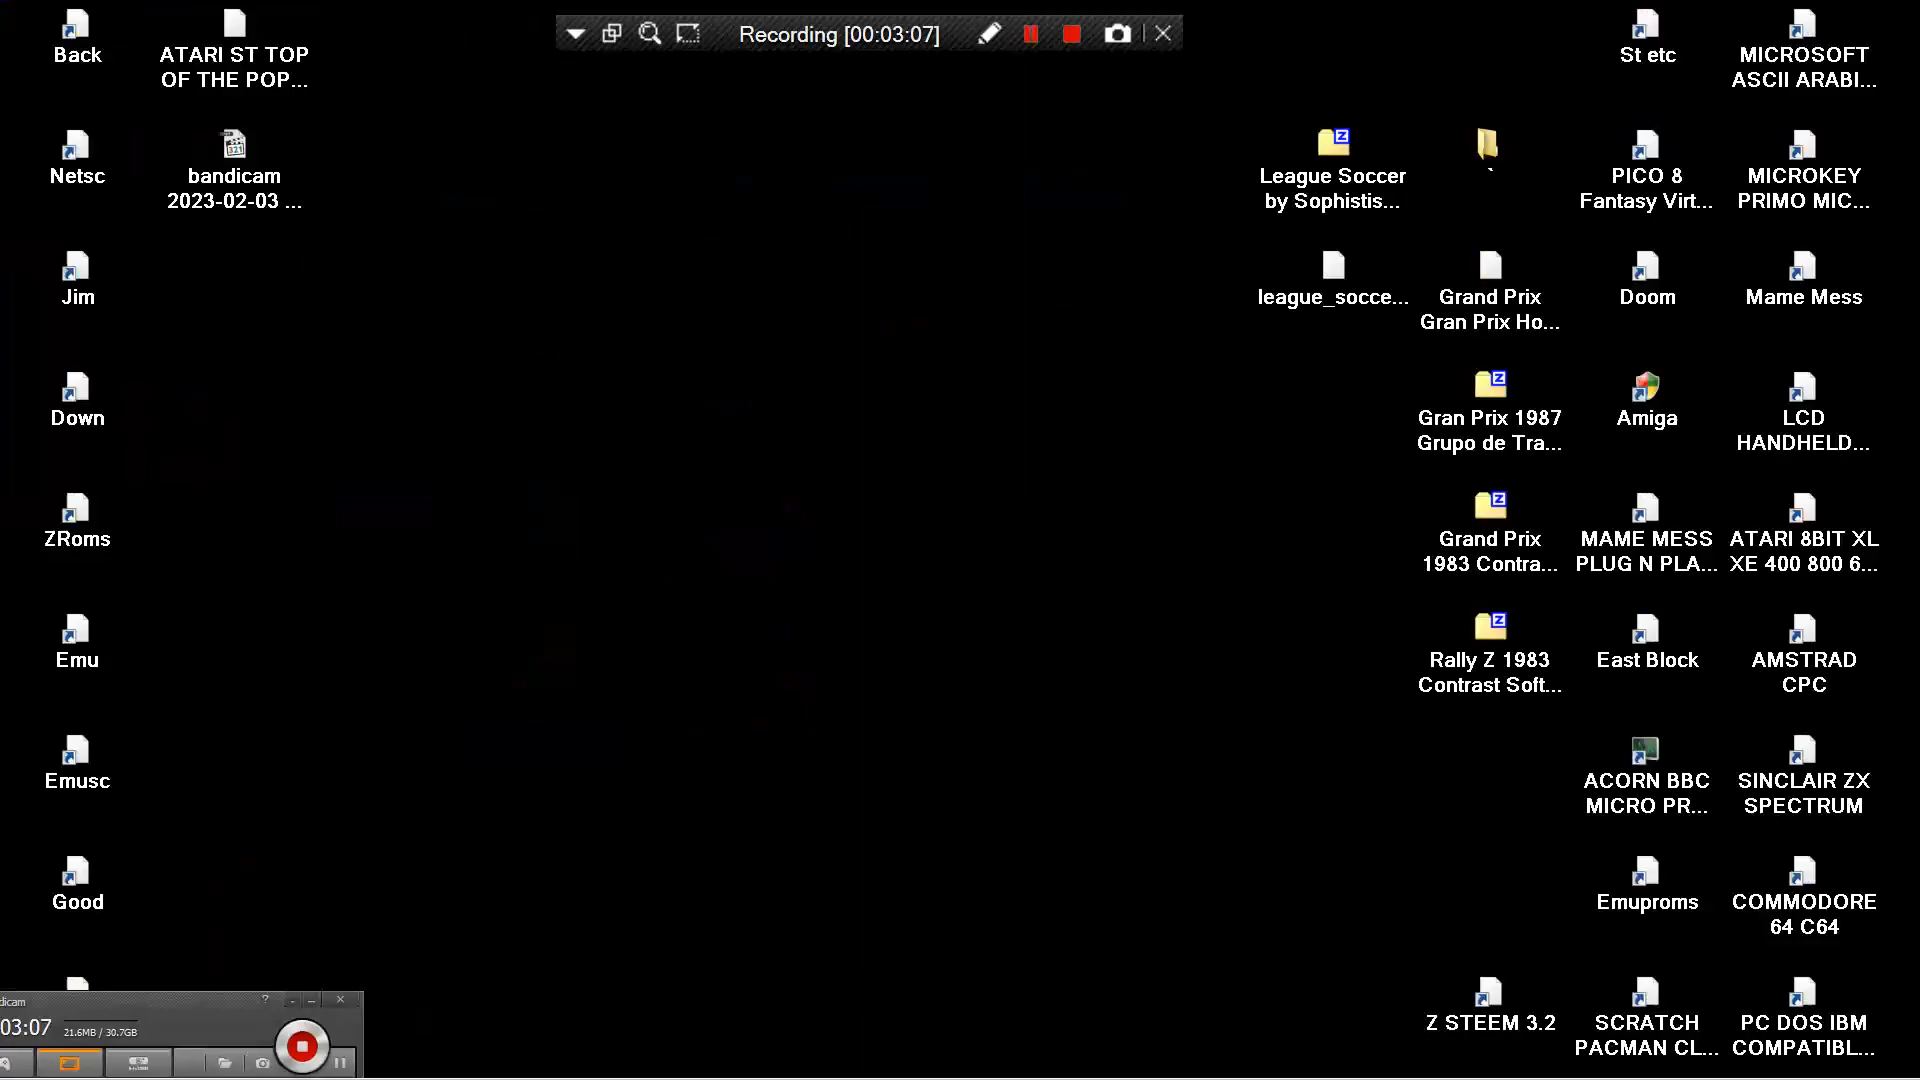 Recording [00:03:07]
Back
ATARI ST TOP
OF THE POP...
St etc
MICROSOFT
ASCII ARABI...
Netsc
bandicam
2023-02-03 ...
League Soccer
by Sophistis...
`
PICO 8
Fantasy Virt...
MICROKEY
PRIMO MIC...
Jim
league_socce...
Grand Prix
Gran Prix Ho...
Doom
Mame Mess
Down
Gran Prix 1987
Grupo de Tra...
Amiga
LCD
HANDHELD...
ZRoms
Grand Prix
1983 Contra...
MAME MESS
PLUG N PLA...
ATARI 8BIT XL
XE 400 800 6...
Emu
Rally Z 1983
Contrast Soft...
East Block
AMSTRAD
CPC
Emusc
ACORN BBC
MICRO PR...
SINCLAIR ZX
SPECTRUM
Good
Emuproms
COMMODORE
64 C64
Z STEEM 3.2
SCRATCH
PACMAN CL...
PC DOS IBM
COMPATIBL...
dicam
03:07
21.6MB / 30.7GB